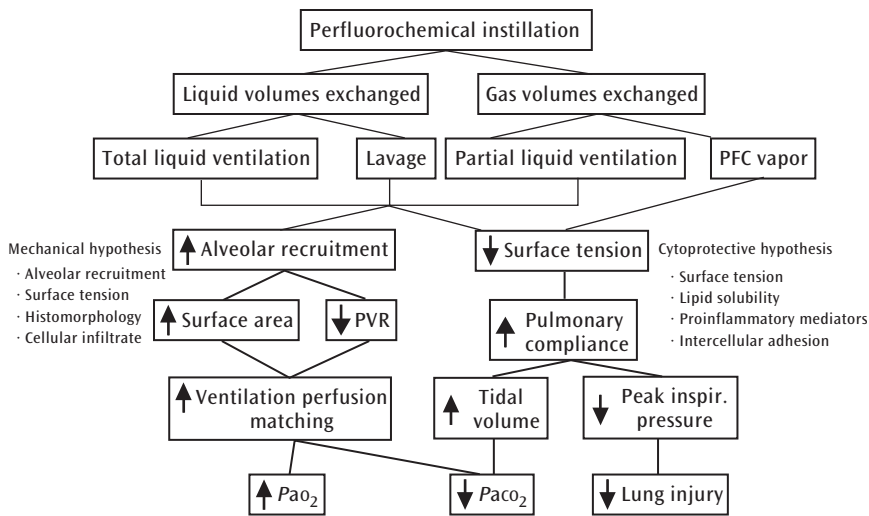 Perfluorochemical instillation
Liquid volumes exchanged
Gas volumes exchanged
Total liquid ventilation
Lavage
Partial liquid ventilation
PFC vapor
Mechanical hypothesis
· Alveolar recruitment
· Surface tension
· Histomorphology
· Cellular infiltrate
Alveolar recruitment
Surface tension
Cytoprotective hypothesis
· Surface tension
· Lipid solubility
· Proinflammatory mediators
· Intercellular adhesion
Surface area
PVR
Pulmonary
compliance
Ventilation perfusion
matching
Tidal
volume
Peak inspir.
pressure
Pao₂
Paco₂
Lung injury